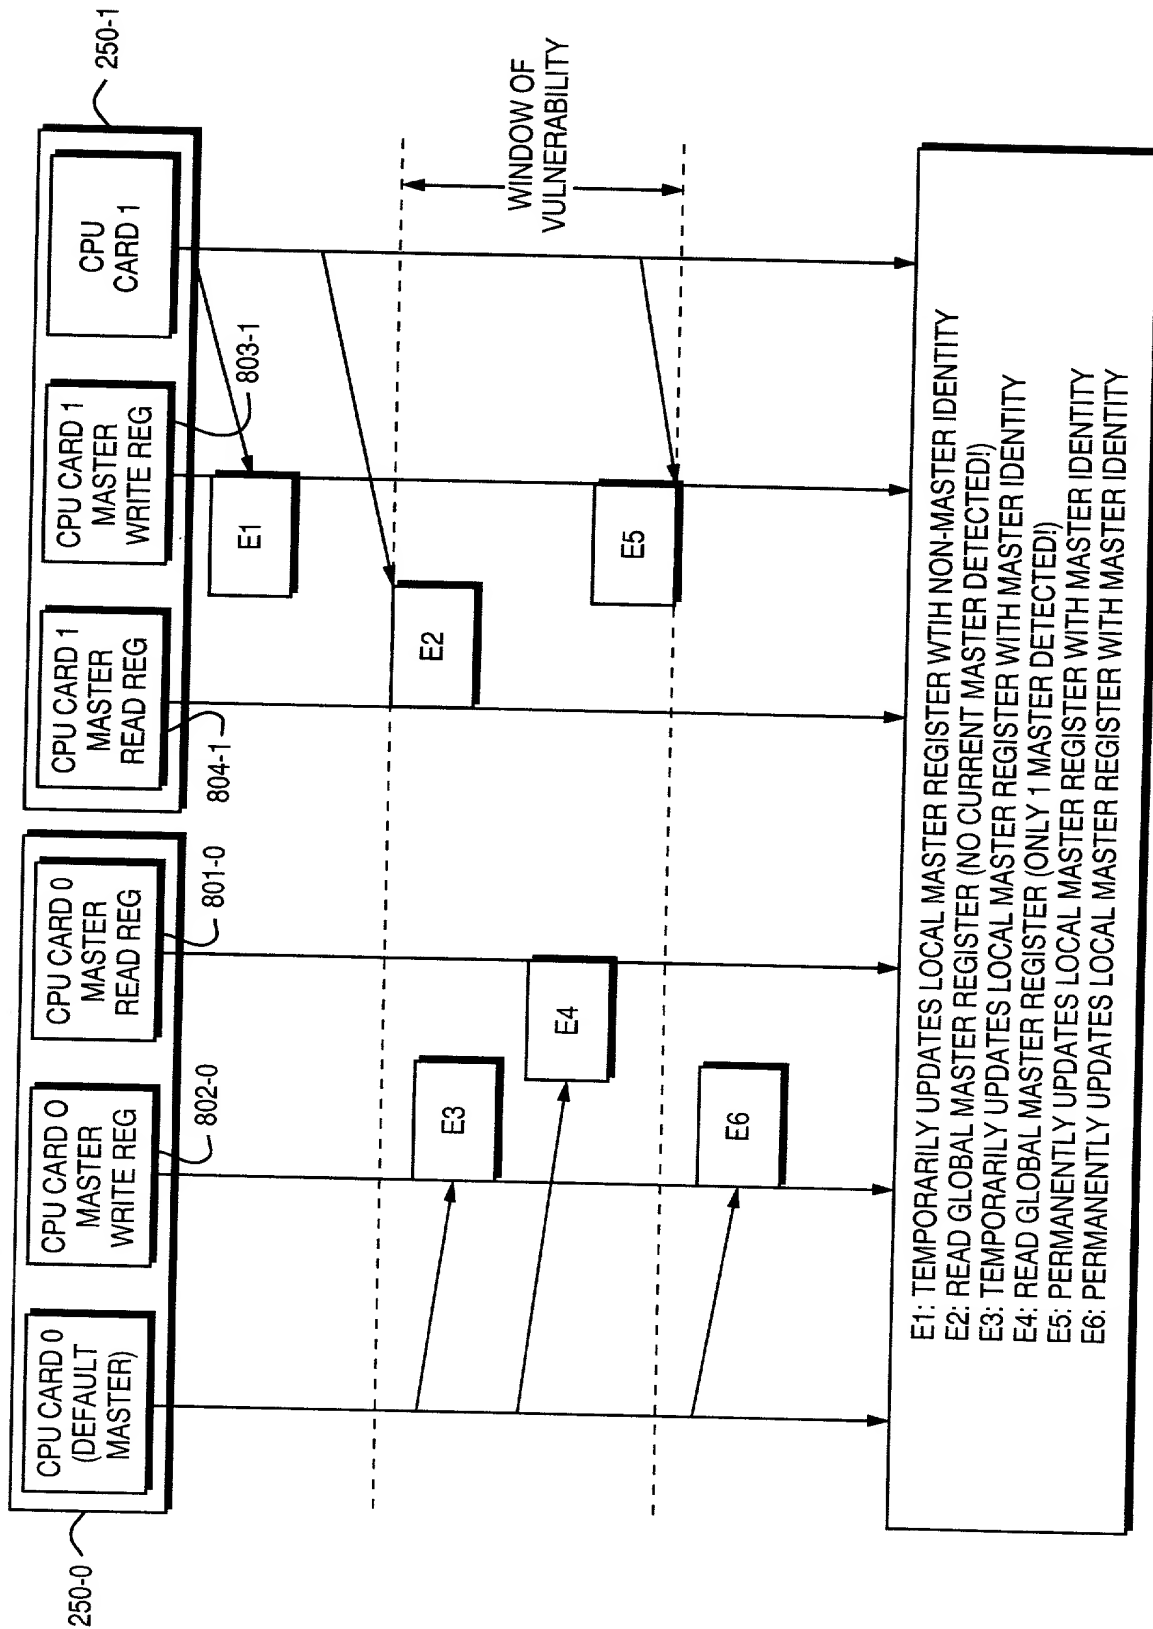 250-0
250-1
CPU CARD 0
(DEFAULT
MASTER)
CPU CARD O
MASTER
WRITE REG
CPU CARD 0
MASTER
READ REG
CPU CARD 1
MASTER
READ REG
CPU CARD 1
MASTER
WRITE REG
CPU
CARD 1
802-0
801-0
804-1
803-1
E1
E2
E3
E4
E5
E6
WINDOW OF
VULNERABILITY
E1: TEMPORARILY UPDATES LOCAL MASTER REGISTER WTIH NON-MASTER IDENTITY
E2: READ GLOBAL MASTER REGISTER (NO CURRENT MASTER DETECTED!)
E3: TEMPORARILY UPDATES LOCAL MASTER REGISTER WITH MASTER IDENTITY
E4: READ GLOBAL MASTER REGISTER (ONLY 1 MASTER DETECTED!)
E5: PERMANENTLY UPDATES LOCAL MASTER REGISTER WITH MASTER IDENTITY
E6: PERMANENTLY UPDATES LOCAL MASTER REGISTER WITH MASTER IDENTITY